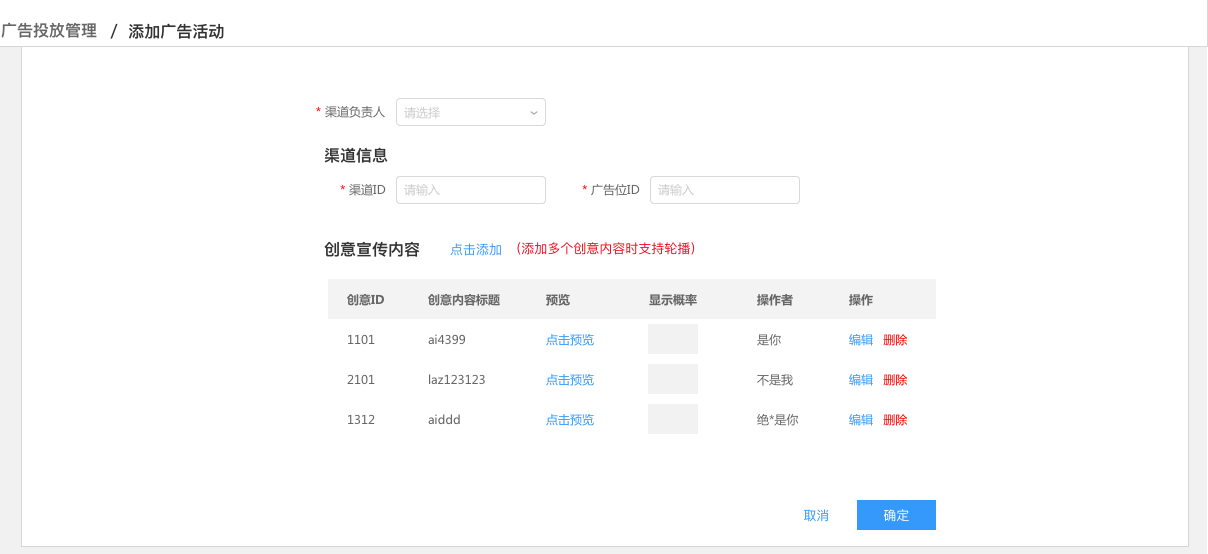 广告投放管理 / 添加广告活动
* 渠道负责人 请选择
渠道信息
* 渠道ID 请输入 * 广告位ID 请输入
创意宣传内容 点击添加 (添加多个创意内容时支持轮播)
创意ID 创意内容标题 预览 显示概率 操作者 操作
1101 ai4399 点击预览 是你 编辑 删除
2101 laz123123 点击预览 不是我 编辑 删除
1312 aiddd 点击预览 绝*是你 编辑 删除
取消 确定